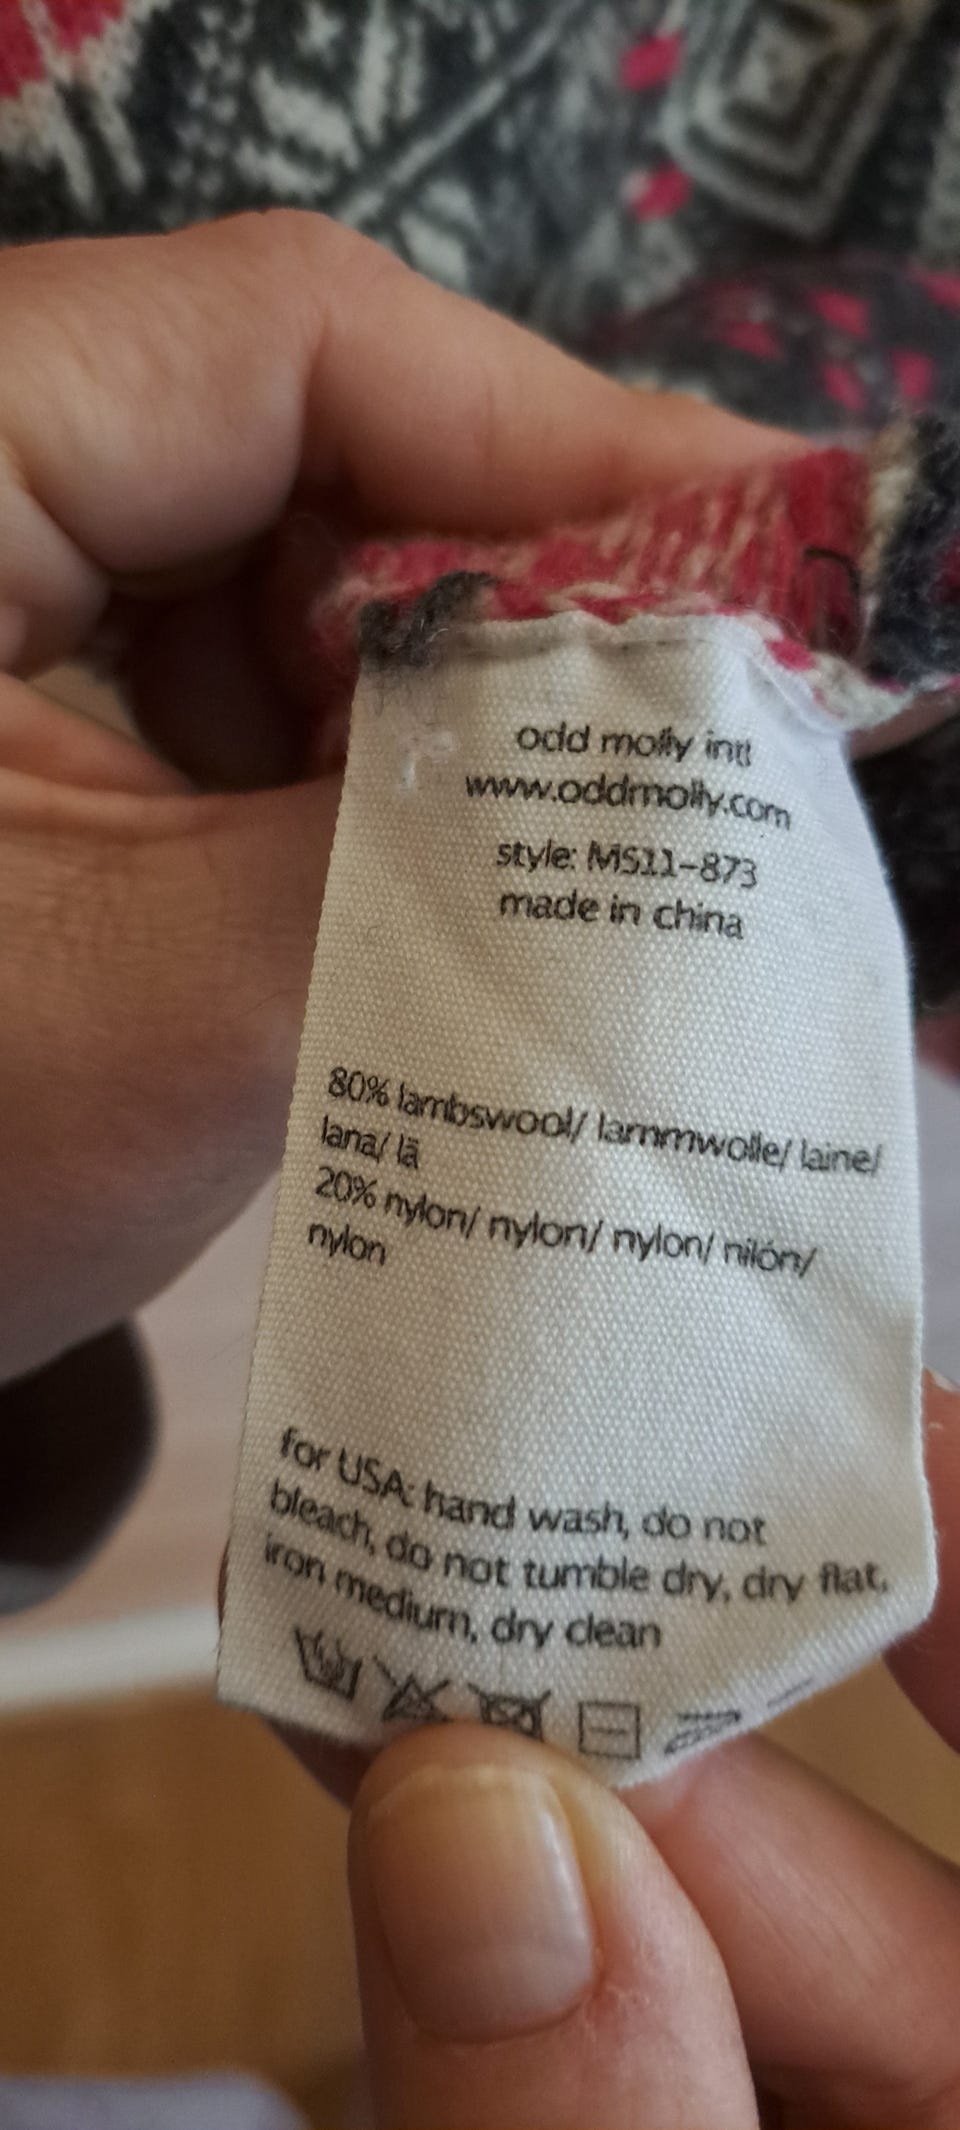 odd molly intl
www.oddmolly.com
style: MS11-873
made in china
80% lambswool/ lammwolle/ laine/
lana/ lã
20% nylon/ nylon/ nylon/ nilón/
nylon
for USA: hand wash, do not
bleach, do not tumble dry, dry flat,
iron medium, dry clean